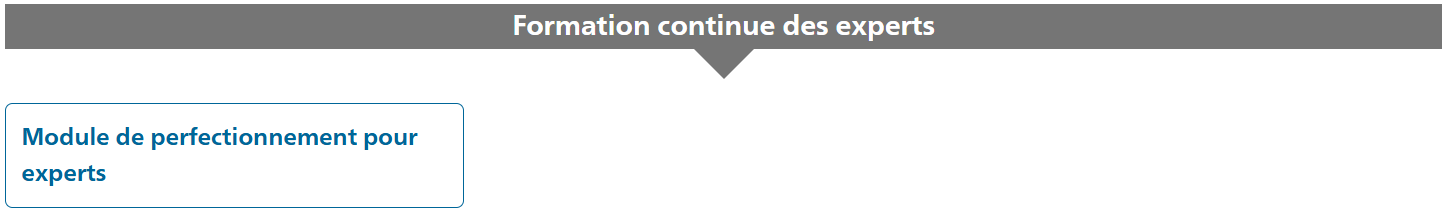 Formation continue des experts
Module de perfectionnement pour
experts